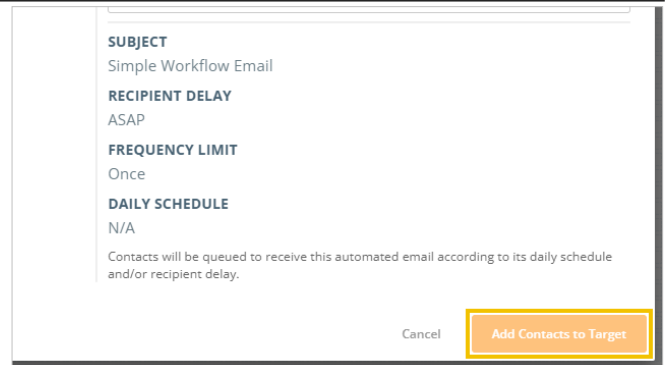 SUBJECT
Simple Workflow Email
RECIPIENT DELAY
ASAP
FREQUENCY LIMIT
Once
DAILY SCHEDULE
N/A
Contacts will be queued to receive this automated email according to its daily schedule
and/or recipient delay.
Cancel Add Contacts to Target